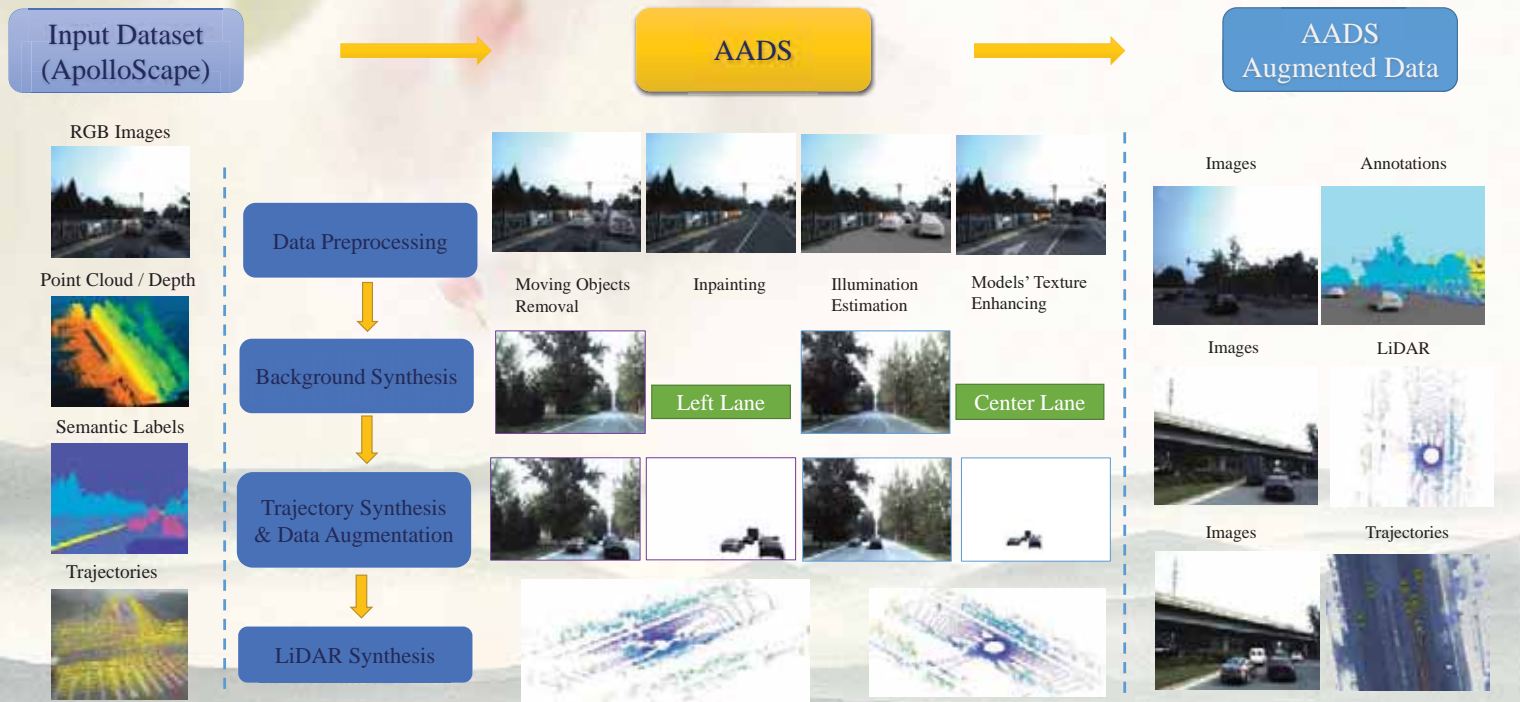 Input Dataset
(ApolloScape)
AADS
AADS
Augmented Data
RGB Images
Point Cloud / Depth
Semantic Labels
Trajectories
Data Preprocessing
Background Synthesis
Trajectory Synthesis
& Data Augmentation
LiDAR Synthesis
Moving Objects
Removal
Inpainting
Illumination
Estimation
Models’ Texture
Enhancing
Left Lane
Center Lane
Images
Annotations
Images
LiDAR
Images
Trajectories